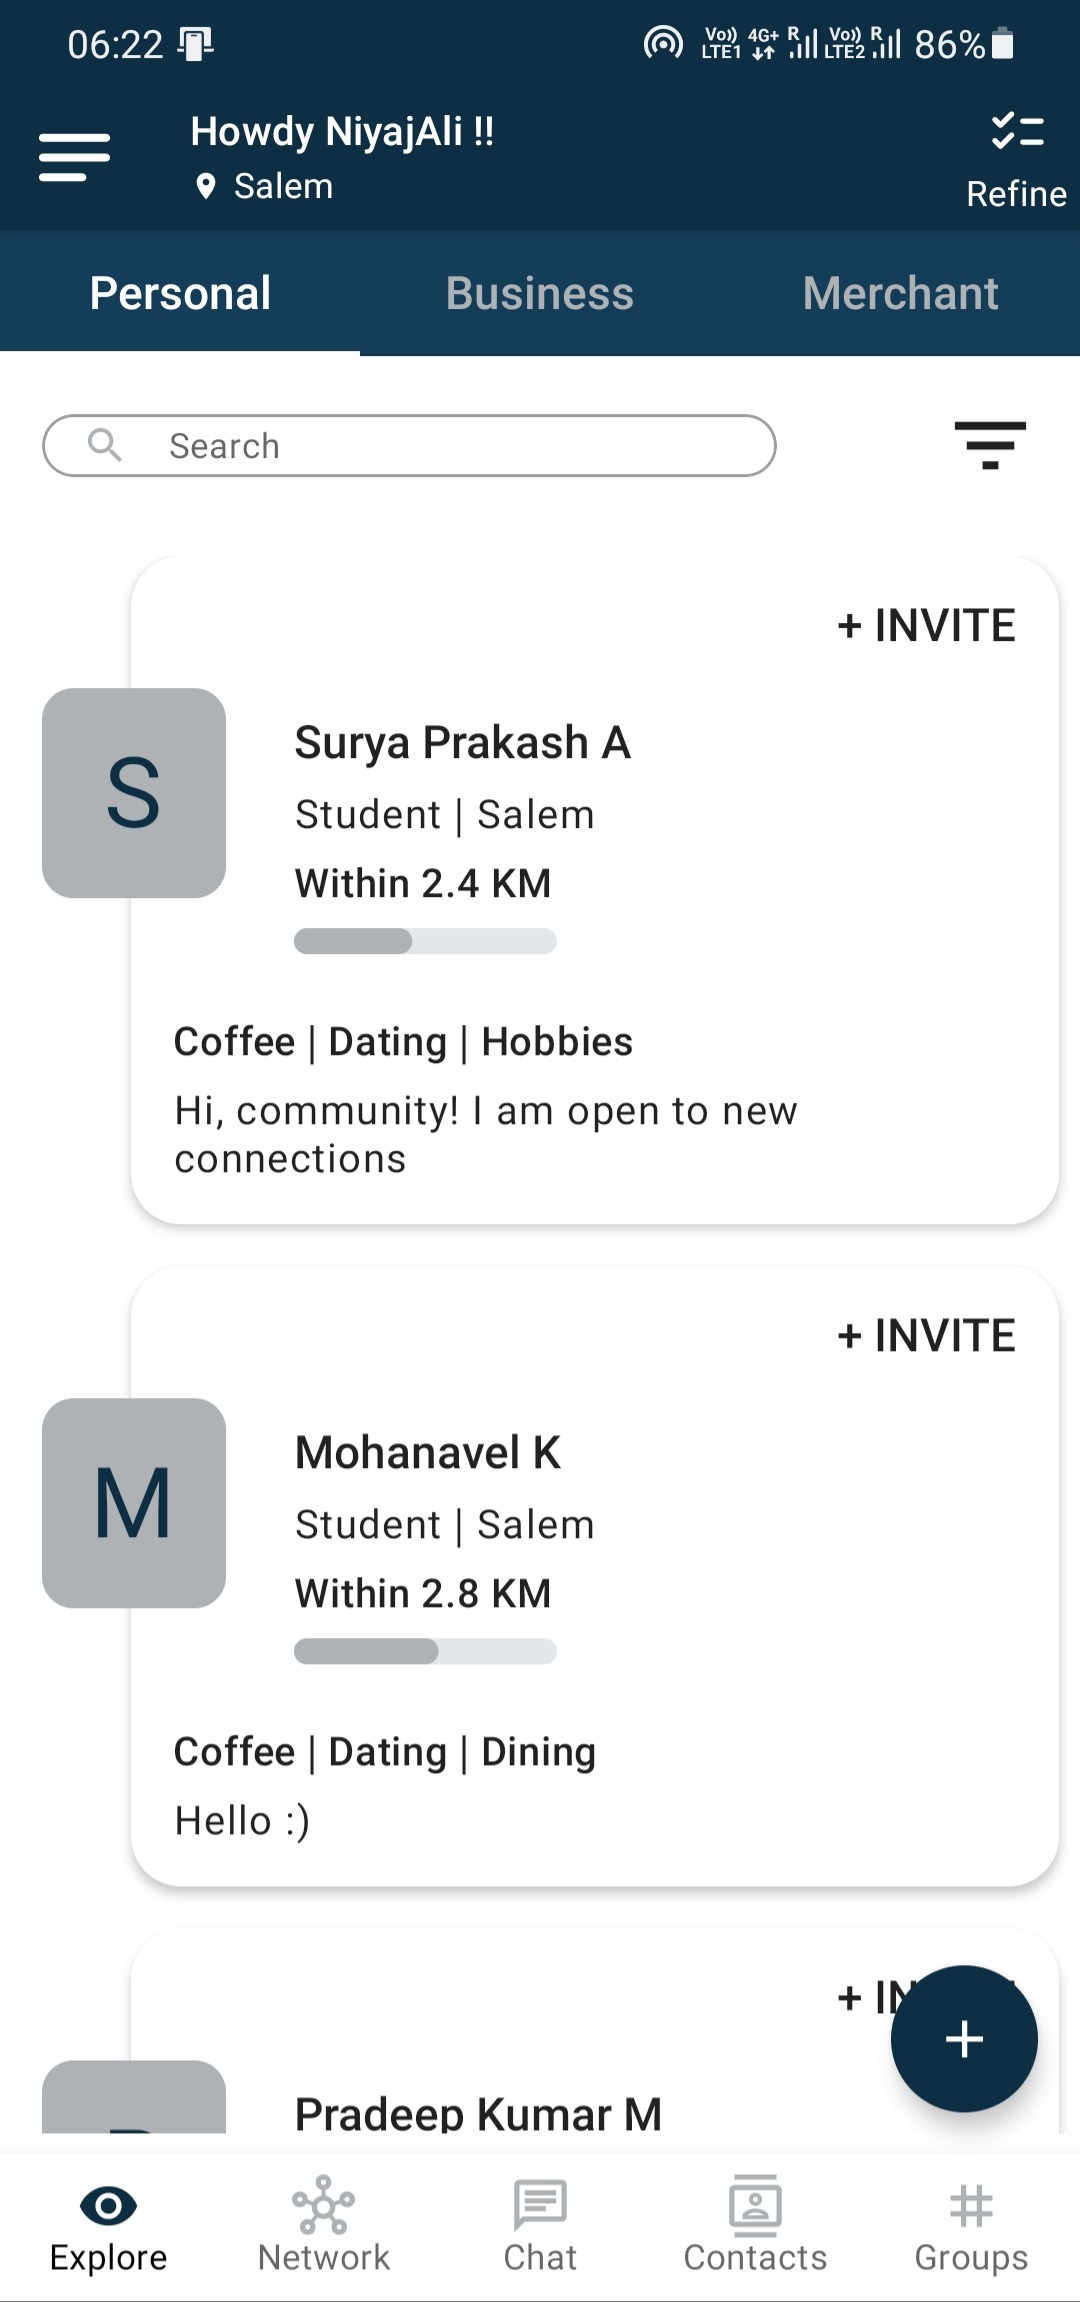 06:22 Vo)) LTE1 4G+ R Vo)) LTE2 R 86%
Howdy NiyajAli !!
Salem
Refine
Personal Business Merchant
Search
+ INVITE
S
Surya Prakash A
Student | Salem
Within 2.4 KM
Coffee | Dating | Hobbies
Hi, community! I am open to new
connections
+ INVITE
M
Mohanavel K
Student | Salem
Within 2.8 KM
Coffee | Dating | Dining
Hello :)
+
Pradeep Kumar M
Explore Network Chat Contacts Groups